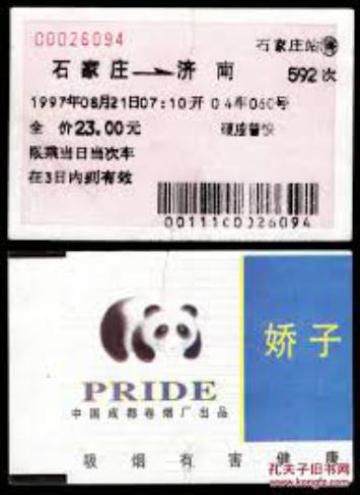 C0026094
石家庄站售
石家庄→济南 592次
1997年08月21日07:10开 04车060号
全价23.00元 硬座普快
限乘当日当次车
在3日内到有效
00111C0026094
娇子
PRIDE
中国成都卷烟厂出品
吸烟有害健康
孔夫子旧书网